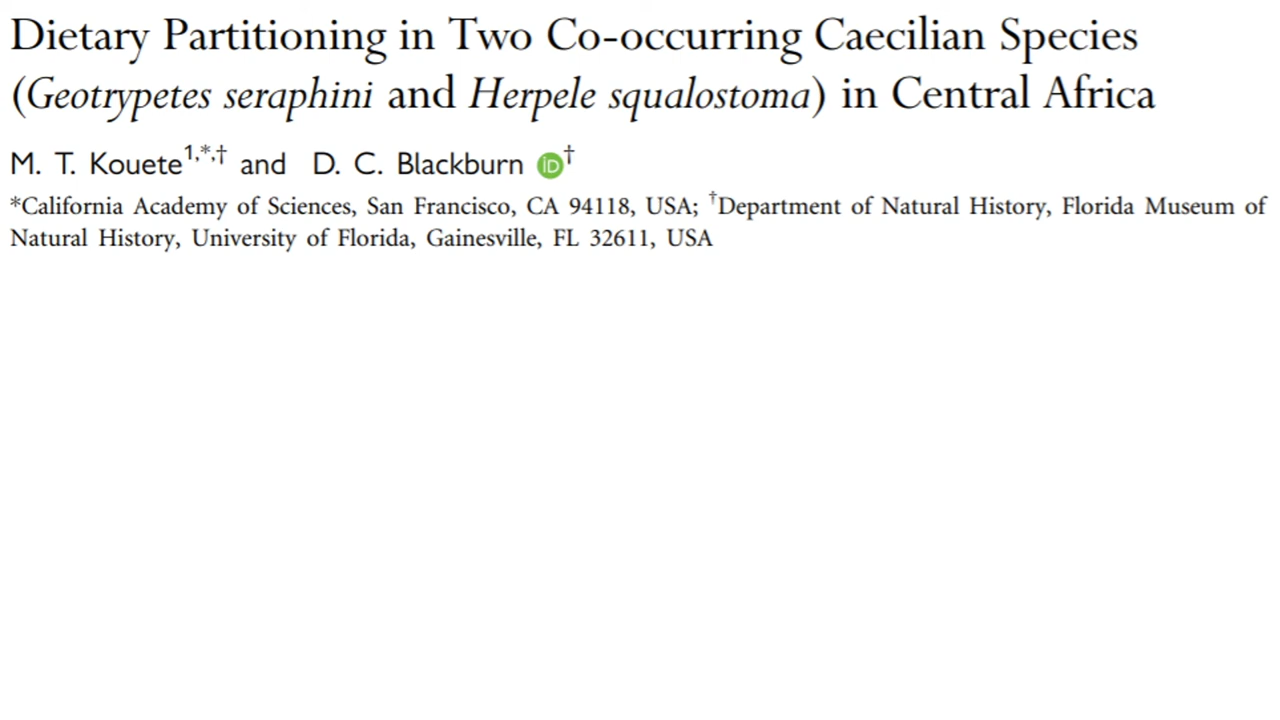 Dietary Partitioning in Two Co-occurring Caecilian Species
(Geotrypetes seraphini and Herpele squalostoma) in Central Africa
M. T. Kouete1,*,† and D. C. Blackburn iD†
*California Academy of Sciences, San Francisco, CA 94118, USA; †Department of Natural History, Florida Museum of
Natural History, University of Florida, Gainesville, FL 32611, USA